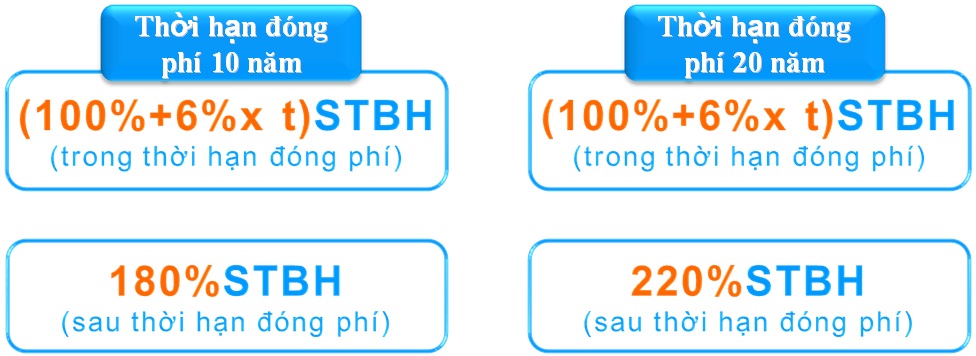 Thời hạn đóng
phí 10 năm
(100%+6%x t)STBH
(trong thời hạn đóng phí)
180%STBH
(sau thời hạn đóng phí)
Thời hạn đóng
phí 20 năm
(100%+6%x t)STBH
(trong thời hạn đóng phí)
220%STBH
(sau thời hạn đóng phí)